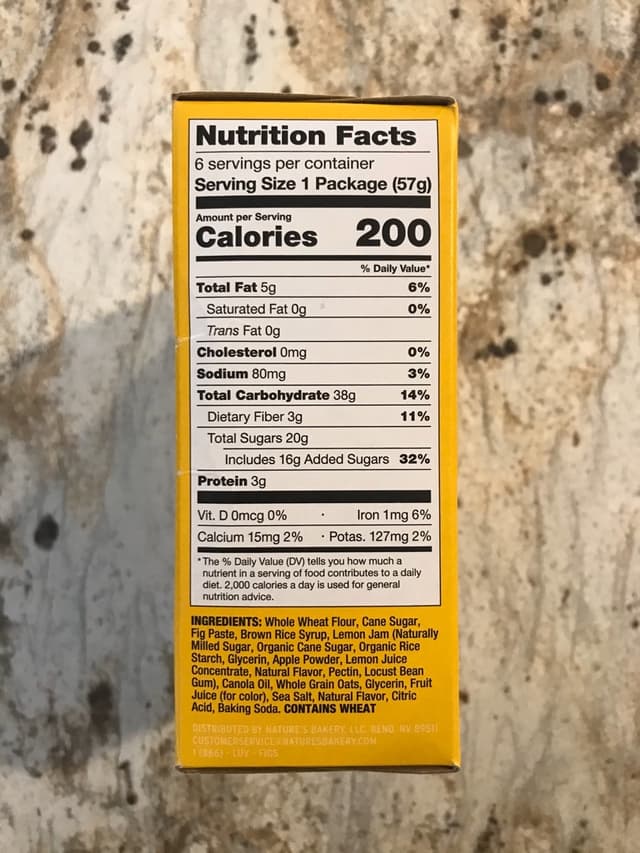 Nutrition Facts
6 servings per container
Serving Size 1 Package (57g)
Amount per Serving
Calories 200
% Daily Value*
Total Fat 5g 6%
Saturated Fat 0g 0%
Trans Fat 0g
Cholesterol 0mg 0%
Sodium 80mg 3%
Total Carbohydrate 38g 14%
Dietary Fiber 3g 11%
Total Sugars 20g
Includes 16g Added Sugars 32%
Protein 3g
Vit. D 0mcg 0% · Iron 1mg 6%
Calcium 15mg 2% · Potas. 127mg 2%
*The % Daily Value (DV) tells you how much a
nutrient in a serving of food contributes to a daily
diet. 2,000 calories a day is used for general
nutrition advice.
INGREDIENTS: Whole Wheat Flour, Cane Sugar,
Fig Paste, Brown Rice Syrup, Lemon Jam (Naturally
Milled Sugar, Organic Cane Sugar, Organic Rice
Starch, Glycerin, Apple Powder, Lemon Juice
Concentrate, Natural Flavor, Pectin, Locust Bean
Gum), Canola Oil, Whole Grain Oats, Glycerin, Fruit
Juice (for color), Sea Salt, Natural Flavor, Citric
Acid, Baking Soda. CONTAINS WHEAT
DISTRIBUTED BY NATURE'S BAKERY, LLC, RENO, NV 89511
CUSTOMERSERVICE@NATURESBAKERY.COM
1 (866) - LUV - FIGS